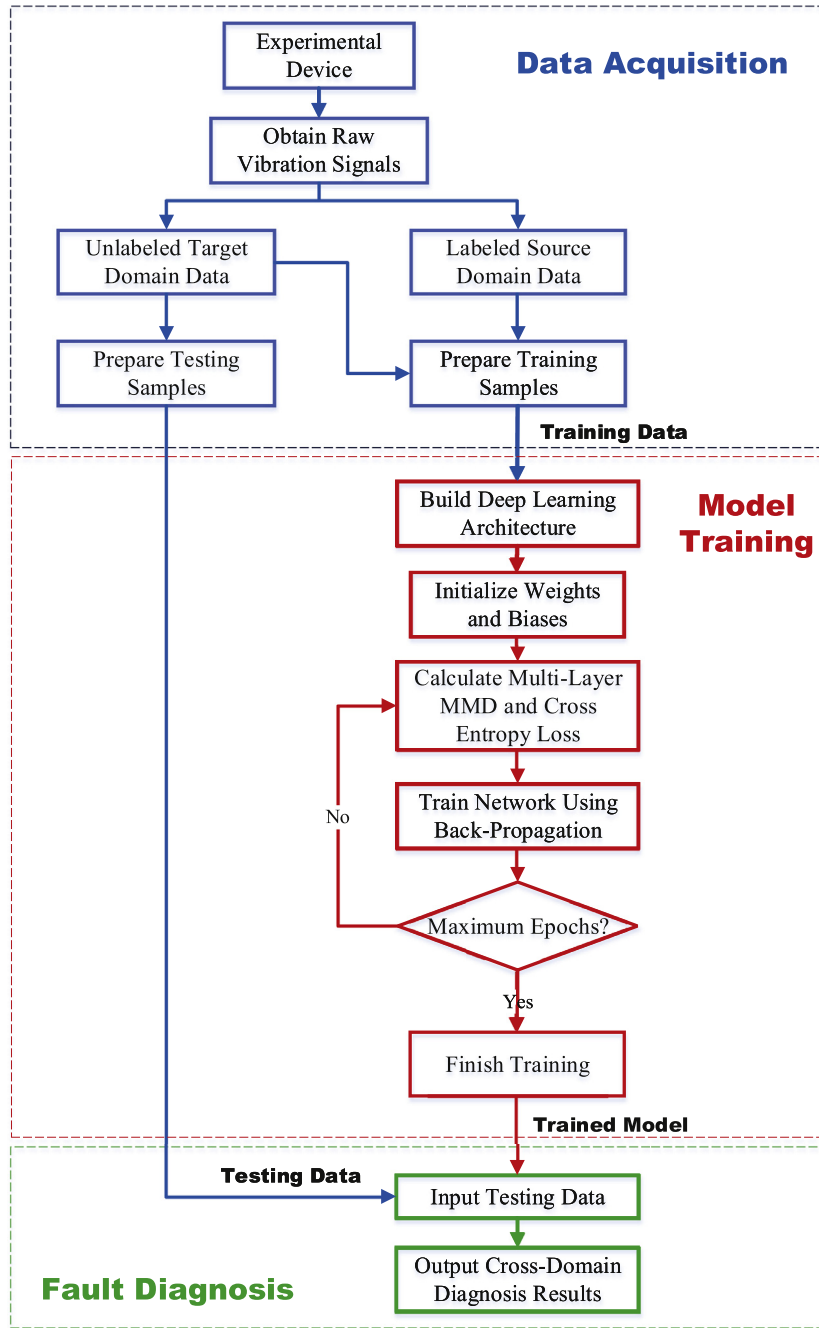 Experimental
Device
Data Acquisition
Obtain Raw
Vibration Signals
Unlabeled Target
Domain Data
Labeled Source
Domain Data
Prepare Testing
Samples
Prepare Training
Samples
Training Data
Build Deep Learning
Architecture
Model
Training
Initialize Weights
and Biases
Calculate Multi-Layer
MMD and Cross
Entropy Loss
Train Network Using
Back-Propagation
No
Maximum Epochs?
Yes
Finish Training
Trained Model
Testing Data
Input Testing Data
Output Cross-Domain
Diagnosis Results
Fault Diagnosis